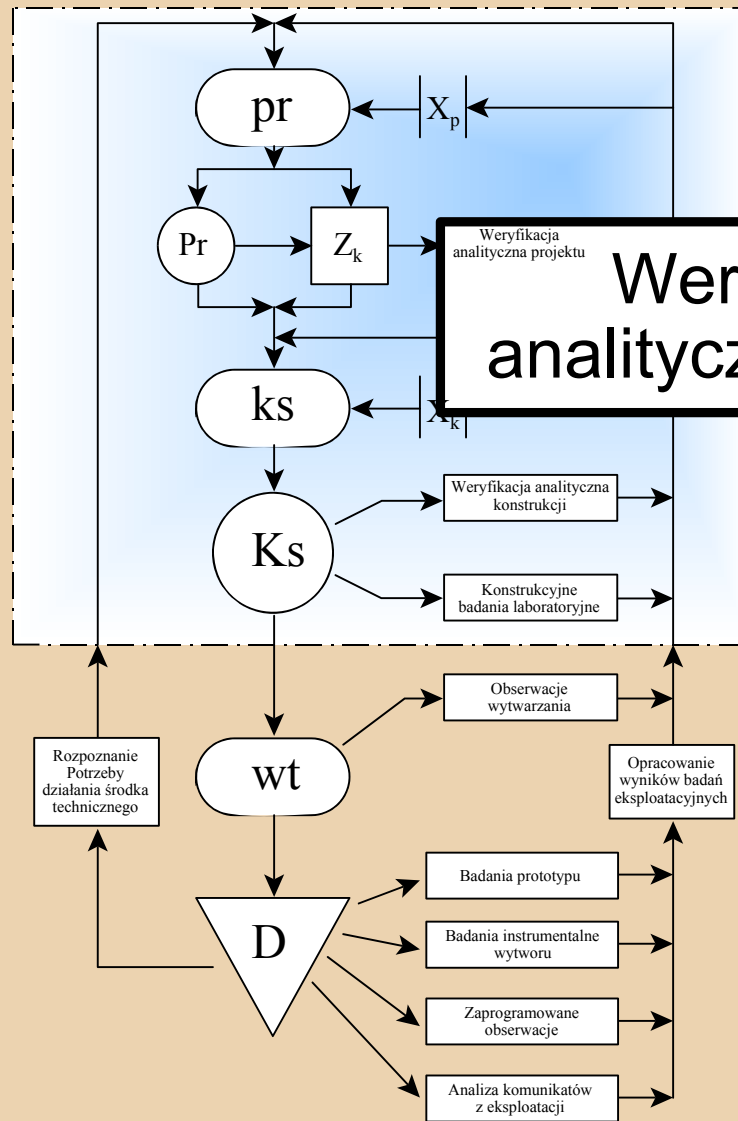 pr
Xp
Pr
Zk
Weryfikacja
analityczna projektu
ks
Xk
Weryfikacja analityczna
konstrukcji
Ks
Konstrukcyjne
badania laboratoryjne
Obserwacje
wytwarzania
Rozpoznanie
Potrzeby
działania środka
technicznego
wt
Opracowanie
wyników badań
eksploatacyjnych
Badania prototypu
D
Badania instrumentalne
wytworu
Zaprogramowane
obserwacje
Analiza komunikatów
z eksploatacji